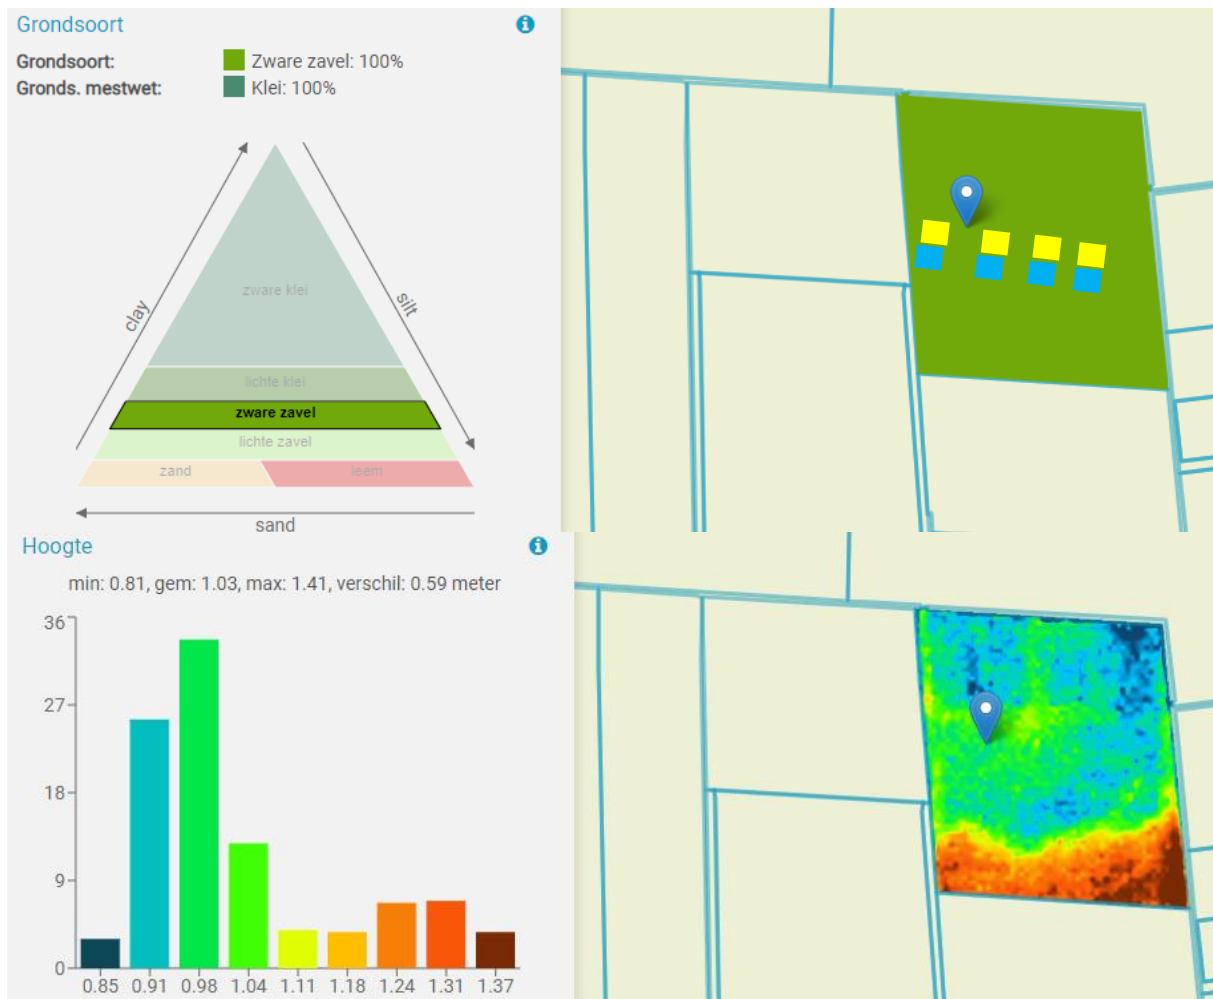 Grondsoort
Grondsoort: Zware zavel: 100%
Gronds. mestwet: Klei: 100%
clay
silt
zware klei
lichte klei
zware zavel
lichte zavel
zand leem
sand
Hoogte
min: 0.81, gem: 1.03, max: 1.41, verschil: 0.59 meter
36
27
18
9
0
0.85 0.91 0.98 1.04 1.11 1.18 1.24 1.31 1.37